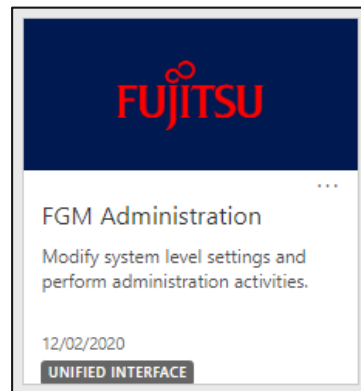 FUJITSU
...
FGM Administration
Modify system level settings and
perform administration activities.
12/02/2020
UNIFIED INTERFACE